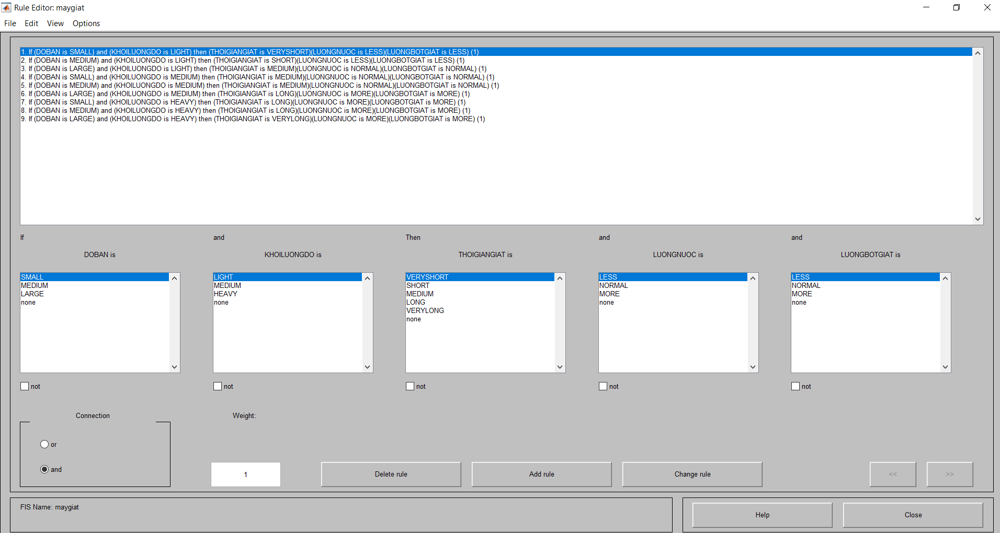 Rule Editor: maygiat
File Edit View Options
1. If (DOBAN is SMALL) and (KHOILUONGDO is LIGHT) then (THOIGIANGIAT is VERYSHORT)(LUONGNUOC is LESS)(LUONGBOTGIAT is LESS) (1)
2. If (DOBAN is MEDIUM) and (KHOILUONGDO is LIGHT) then (THOIGIANGIAT is SHORT)(LUONGNUOC is LESS)(LUONGBOTGIAT is LESS) (1)
3. If (DOBAN is LARGE) and (KHOILUONGDO is LIGHT) then (THOIGIANGIAT is MEDIUM)(LUONGNUOC is NORMAL)(LUONGBOTGIAT is NORMAL) (1)
4. If (DOBAN is SMALL) and (KHOILUONGDO is MEDIUM) then (THOIGIANGIAT is MEDIUM)(LUONGNUOC is NORMAL)(LUONGBOTGIAT is NORMAL) (1)
5. If (DOBAN is MEDIUM) and (KHOILUONGDO is MEDIUM) then (THOIGIANGIAT is MEDIUM)(LUONGNUOC is NORMAL)(LUONGBOTGIAT is NORMAL) (1)
6. If (DOBAN is LARGE) and (KHOILUONGDO is MEDIUM) then (THOIGIANGIAT is LONG)(LUONGNUOC is MORE)(LUONGBOTGIAT is MORE) (1)
7. If (DOBAN is SMALL) and (KHOILUONGDO is HEAVY) then (THOIGIANGIAT is LONG)(LUONGNUOC is MORE)(LUONGBOTGIAT is MORE) (1)
8. If (DOBAN is MEDIUM) and (KHOILUONGDO is HEAVY) then (THOIGIANGIAT is LONG)(LUONGNUOC is MORE)(LUONGBOTGIAT is MORE) (1)
9. If (DOBAN is LARGE) and (KHOILUONGDO is HEAVY) then (THOIGIANGIAT is VERYLONG)(LUONGNUOC is MORE)(LUONGBOTGIAT is MORE) (1)
If
DOBAN is
SMALL
MEDIUM
LARGE
none
not
and
KHOILUONGDO is
LIGHT
MEDIUM
HEAVY
none
not
Then
THOIGIANGIAT is
VERYSHORT
SHORT
MEDIUM
LONG
VERYLONG
none
not
and
LUONGNUOC is
LESS
NORMAL
MORE
none
not
and
LUONGBOTGIAT is
LESS
NORMAL
MORE
none
not
Connection
or
and
Weight:
1
Delete rule
Add rule
Change rule
<<
>>
FIS Name: maygiat
Help
Close